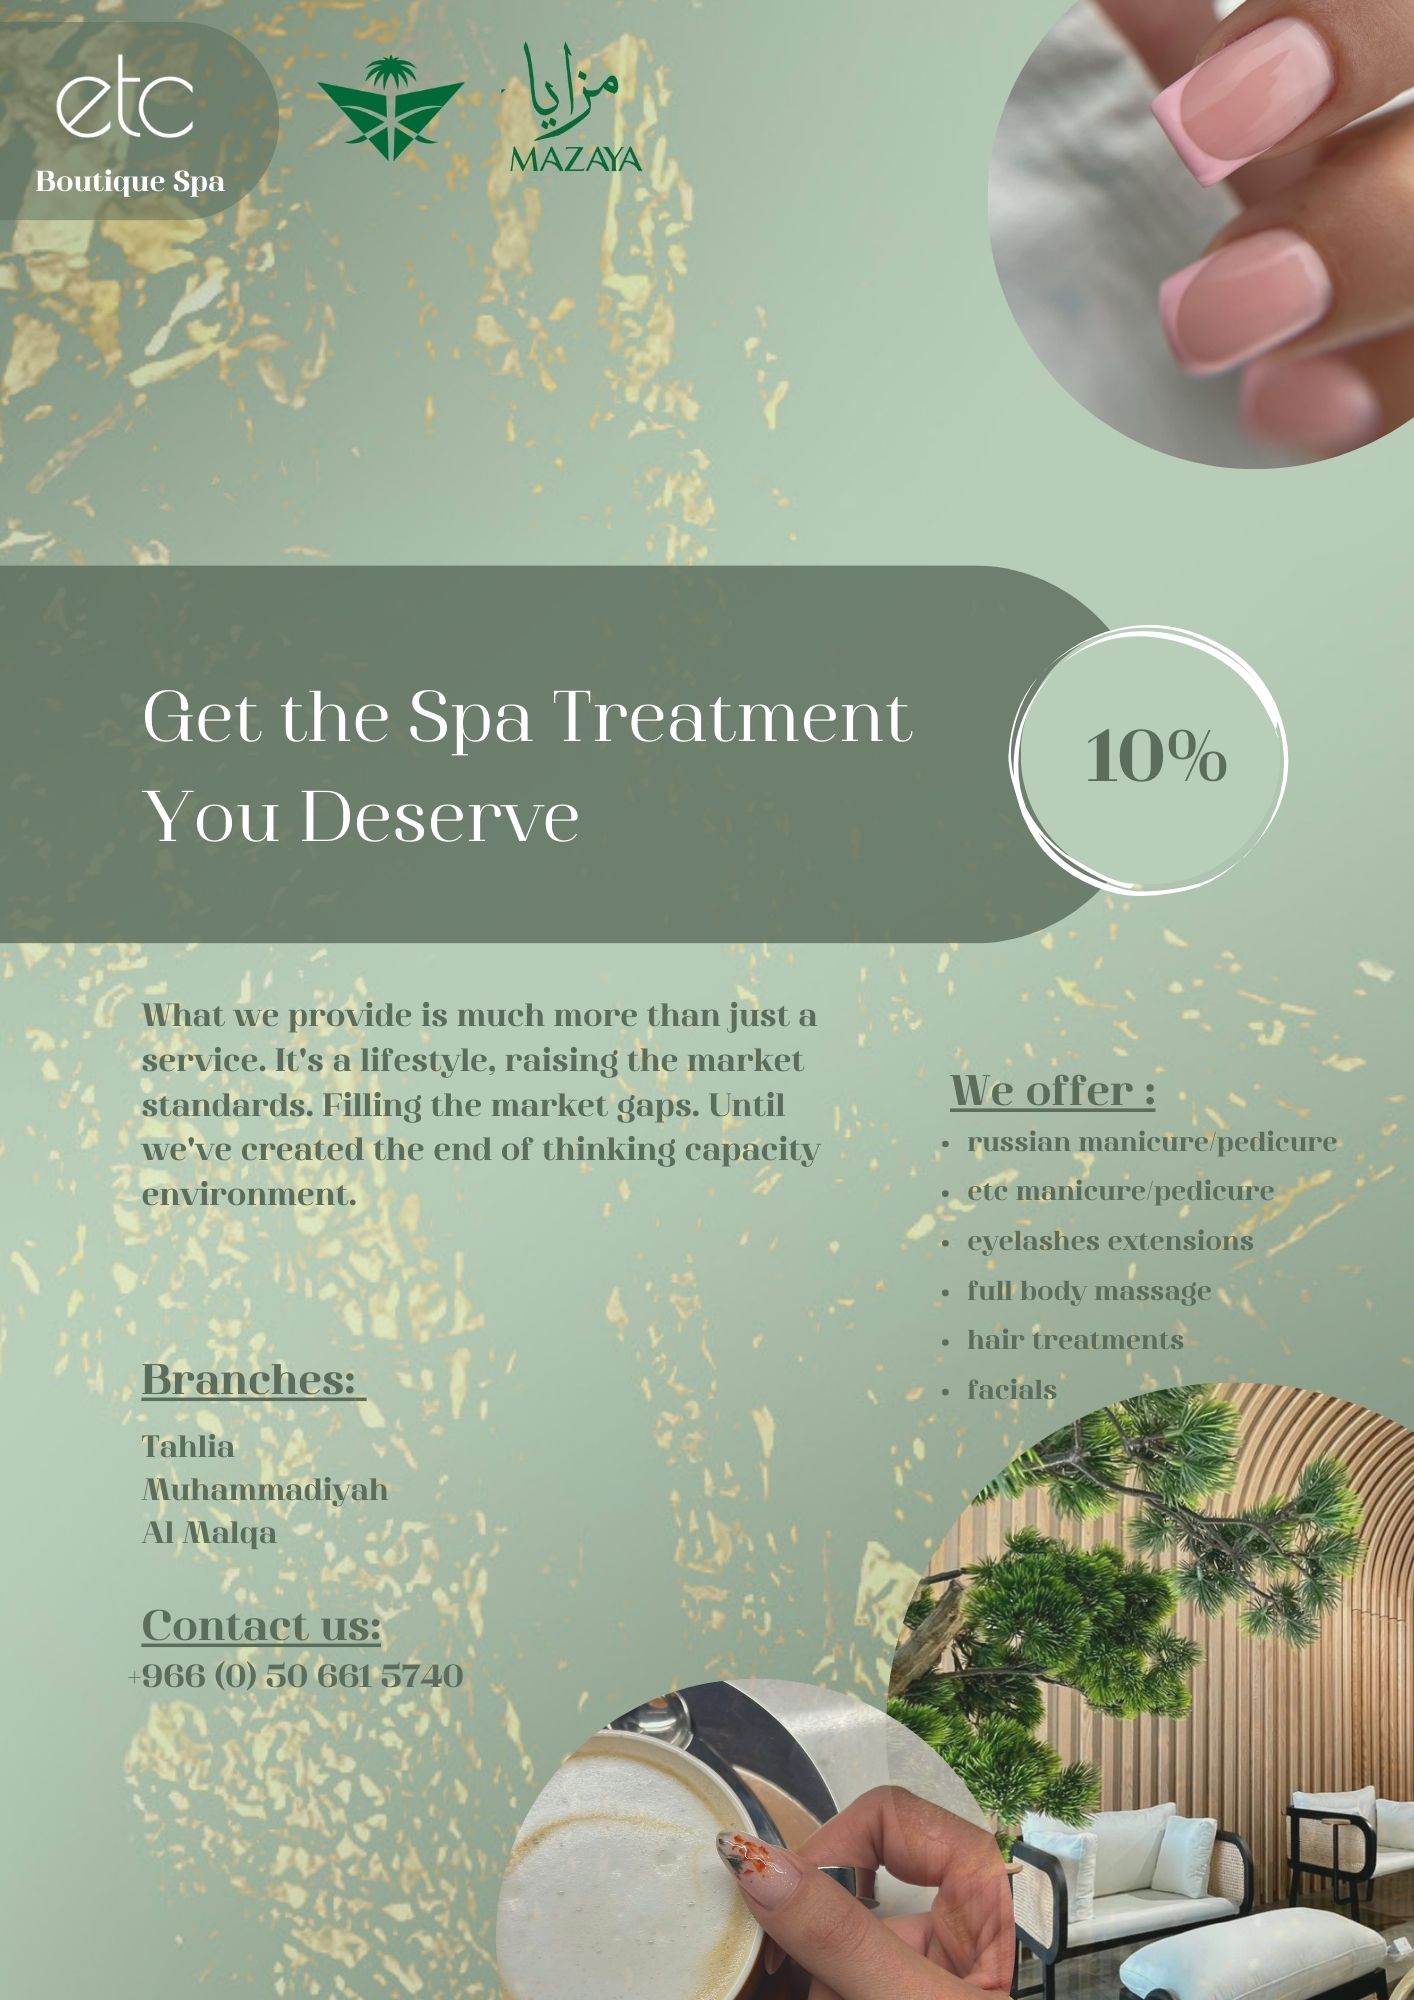 etc
Boutique Spa
مزايا
MAZAYA
Get the Spa Treatment
You Deserve
10%
What we provide is much more than just a
service. It's a lifestyle, raising the market
standards. Filling the market gaps. Until
we've created the end of thinking capacity
environment.
We offer :
• russian manicure/pedicure
• etc manicure/pedicure
• eyelashes extensions
• full body massage
• hair treatments
• facials
Branches:
Tahlia
Muhammadiyah
Al Malqa
Contact us:
+966 (0) 50 661 5740